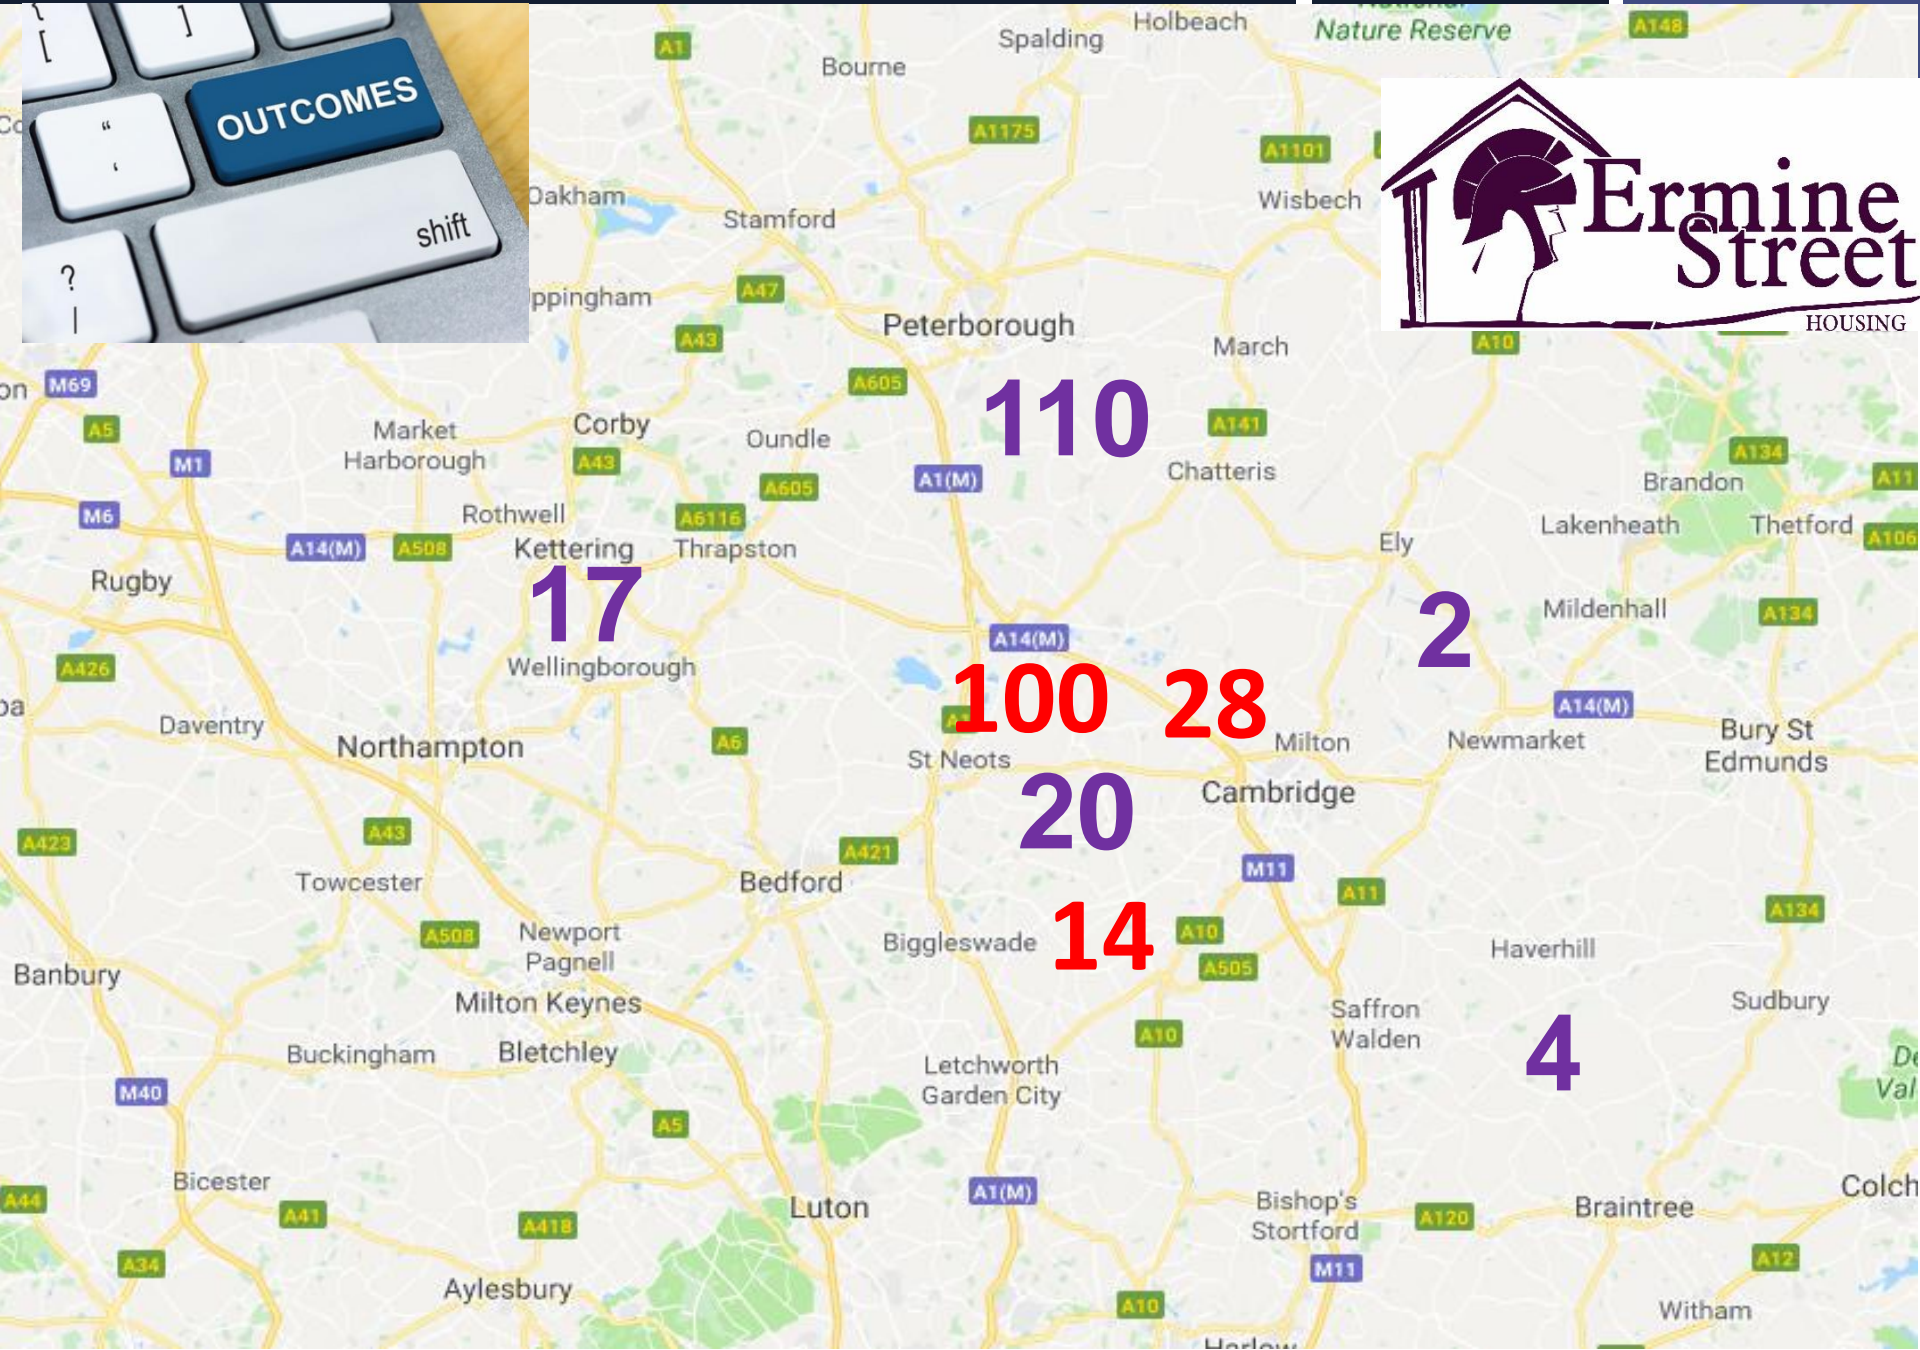 {
[
]
OUTCOMES
“
‘
shift
?
|
A1
Bourne
Spalding
Holbeach
Nature Reserve
A148
A1175
A1101
Oakham
Stamford
Wisbech
Ermine
Street
HOUSING
ppingham
A47
A43
Peterborough
March
A10
on
M69
A605
110
A5
Market
Harborough
Corby
A43
Oundle
A141
A134
M1
A605
A1(M)
Chatteris
Brandon
A11
M6
Rothwell
A6116
Lakenheath
Thetford
A106
A14(M)
A508
Kettering
Thrapston
Ely
Rugby
17
2
Mildenhall
A134
A14(M)
A426
Wellingborough
100
28
A14(M)
Daventry
Northampton
A6
St Neots
Milton
Newmarket
Bury St
Edmunds
20
Cambridge
A423
A43
A421
M11
Towcester
Bedford
A11
A134
A508
Newport
Pagnell
Biggleswade
14
A10
A505
Haverhill
Banbury
Milton Keynes
Saffron
Walden
Sudbury
Buckingham
Bletchley
A10
4
M40
Letchworth
Garden City
A5
Bicester
A44
A41
A418
Luton
A1(M)
Bishop's
Stortford
A120
Braintree
Colch
A34
M11
A12
Aylesbury
A10
Witham